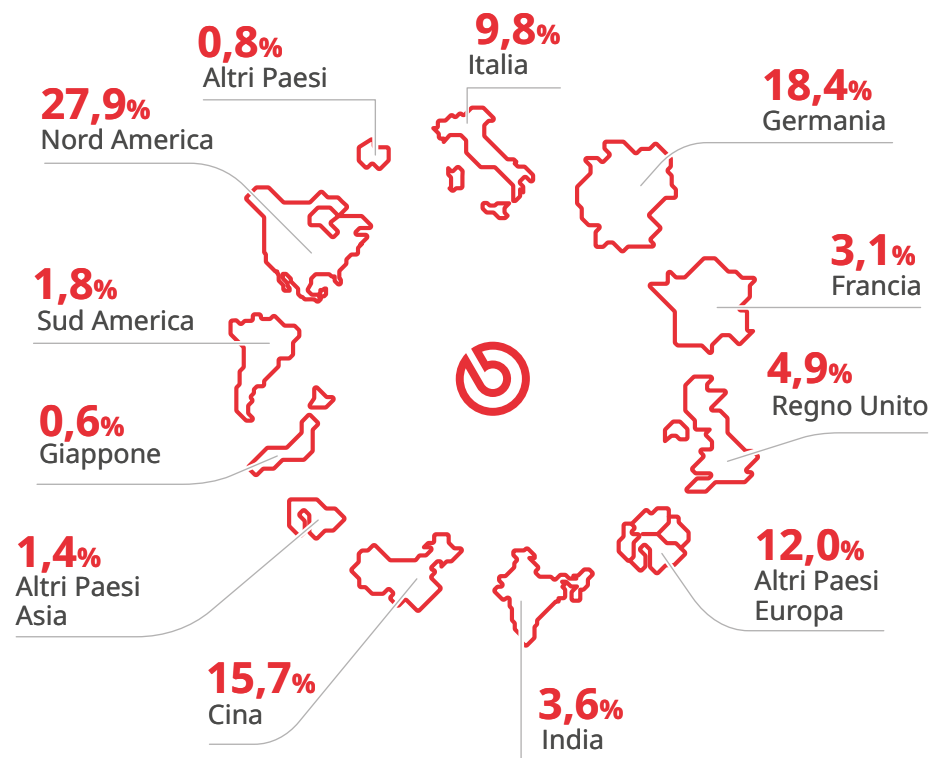 0,8%
Altri Paesi
9,8%
Italia
18,4%
Germania
27,9%
Nord America
3,1%
Francia
1,8%
Sud America
4,9%
Regno Unito
0,6%
Giappone
12,0%
Altri Paesi
Europa
1,4%
Altri Paesi
Asia
15,7%
Cina
3,6%
India